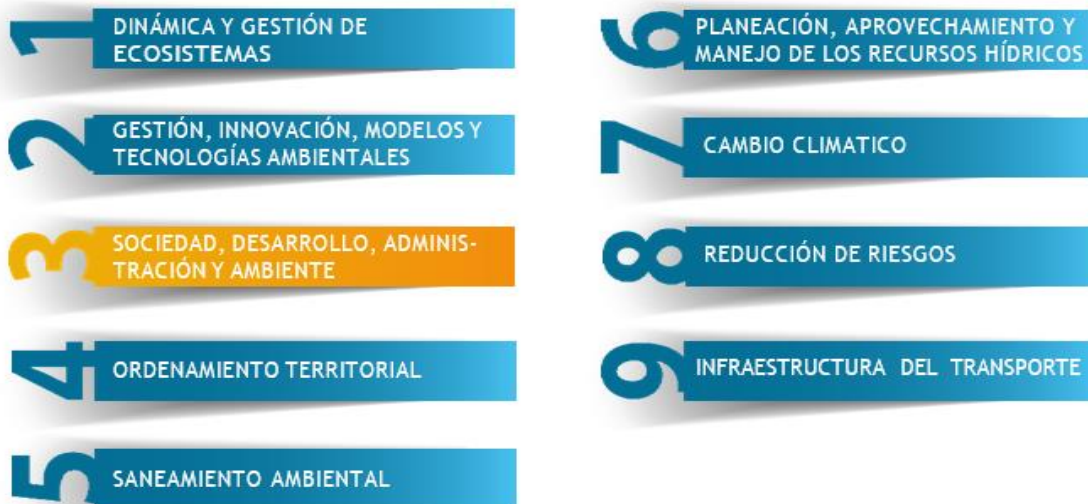 1
DINÁMICA Y GESTIÓN DE
ECOSISTEMAS
2
GESTIÓN, INNOVACIÓN, MODELOS Y
TECNOLOGÍAS AMBIENTALES
3
SOCIEDAD, DESARROLLO, ADMINIS-
TRACIÓN Y AMBIENTE
4
ORDENAMIENTO TERRITORIAL
5
SANEAMIENTO AMBIENTAL
6
PLANEACIÓN, APROVECHAMIENTO Y
MANEJO DE LOS RECURSOS HÍDRICOS
7
CAMBIO CLIMATICO
8
REDUCCIÓN DE RIESGOS
9
INFRAESTRUCTURA DEL TRANSPORTE